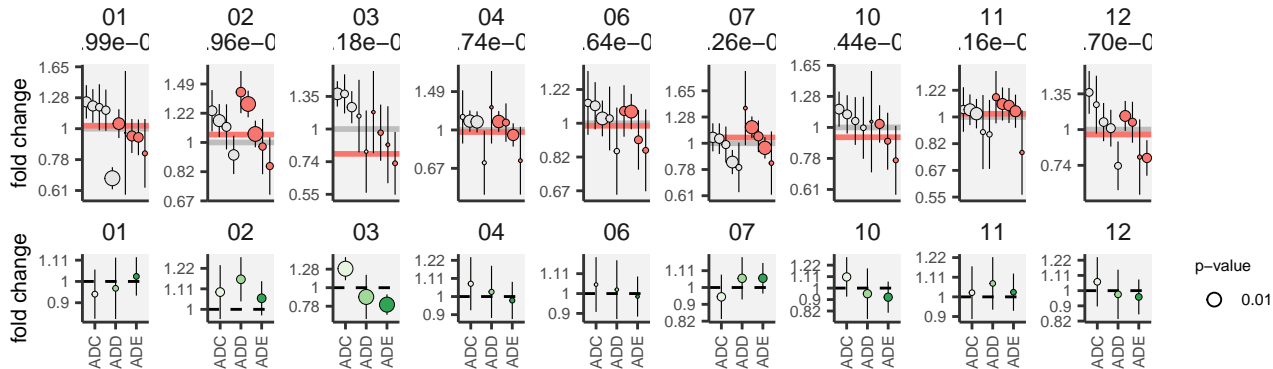 01 02 03 04 06 07 10 11 12
.99e−0 .96e−0 .18e−0 .74e−0 .64e−0 .26e−0 .44e−0 .16e−0 .70e−0
fold change
1.65 1.28 1 0.78 0.61
1.49 1.22 1 0.82 0.67
1.35 1 0.74 0.55
1.49 1 0.67
1.22 1 0.82 0.67
1.28 1 0.78 0.61
1.65 1.28 1 0.78 0.61
1.22 1 0.82 0.67 0.55
1.35 1 0.74
01 02 03 04 06 07 10 11 12
fold change
1.11 1 0.9
1.22 1.11 1
1.28 1 0.78
1.22 1.11 1 0.9
1.11 1 0.9
1.11 1 0.9 0.82
1.22 1.11 1 0.9 0.82
1.22 1.11 1 0.9
1.22 1.11 1 0.9 0.82
ADC ADD ADE
ADC ADD ADE
ADC ADD ADE
ADC ADD ADE
ADC ADD ADE
ADC ADD ADE
ADC ADD ADE
ADC ADD ADE
ADC ADD ADE
p−value
0.01